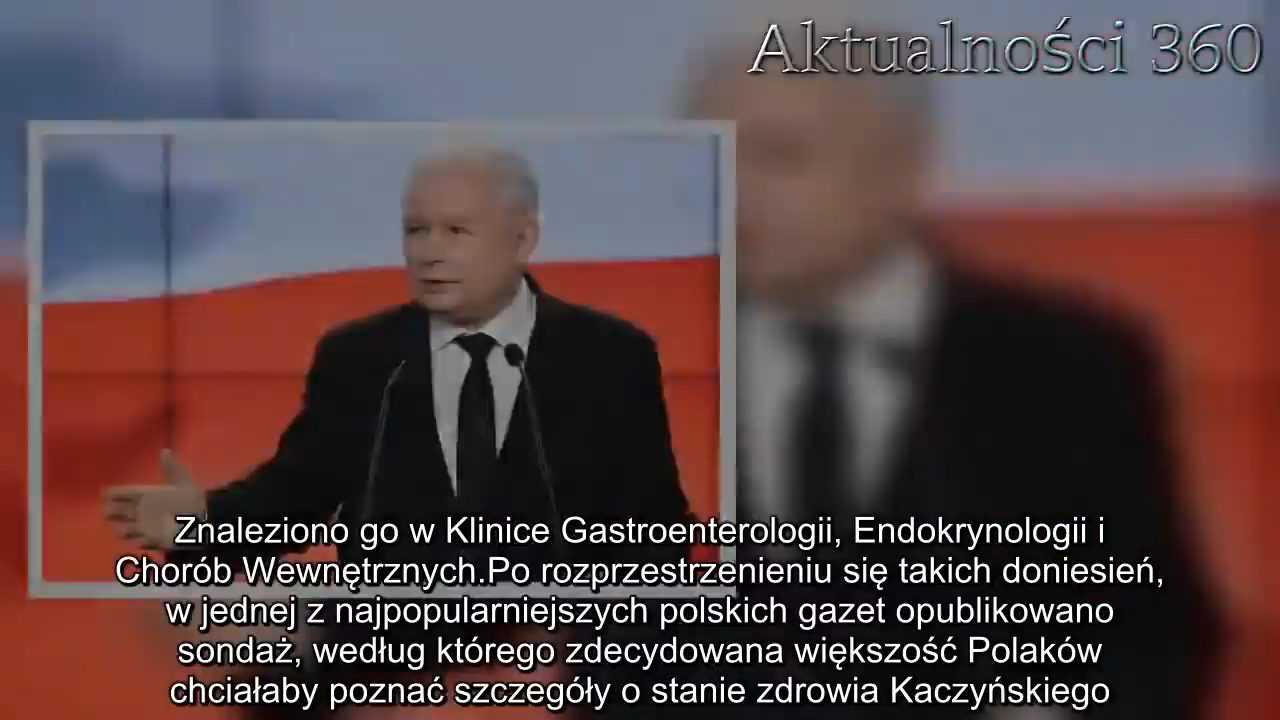 Aktualności 360
Znaleziono go w Klinice Gastroenterologii, Endokrynologii i
Chorób Wewnętrznych.Po rozprzestrzenieniu się takich doniesień,
w jednej z najpopularniejszych polskich gazet opublikowano
sondaż, według którego zdecydowana większość Polaków
chciałaby poznać szczegóły o stanie zdrowia Kaczyńskiego